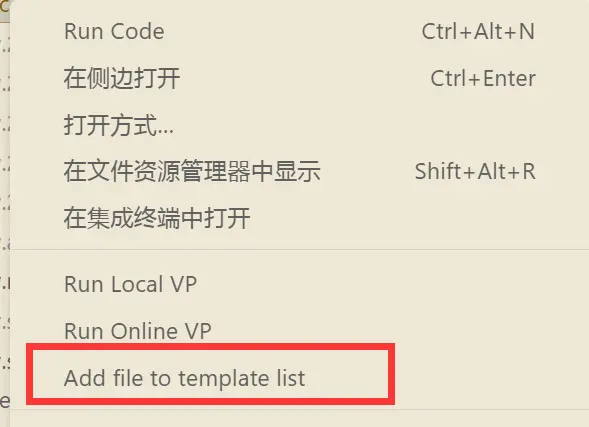 Run Code Ctrl+Alt+N
在侧边打开 Ctrl+Enter
打开方式...
在文件资源管理器中显示 Shift+Alt+R
在集成终端中打开
Run Local VP
Run Online VP
Add file to template list